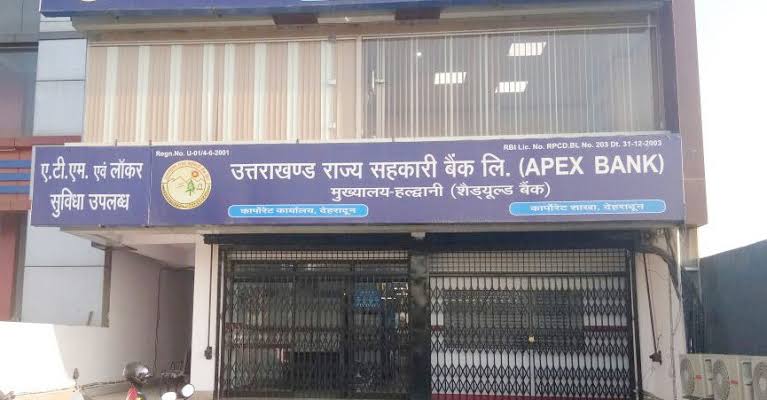 ए.टी.एम. एवं लॉकर
सुविधा उपलब्ध
Regn.No. U-01/4-6-2001
RBI Lic. No. RPCD.BL No. 203 Dt. 31-12-2003
उत्तराखण्ड राज्य सहकारी बैंक लि. (APEX BANK)
मुख्यालय-हल्द्वानी (शेड्यूल्ड बैंक)
कार्पोरेट कार्यालय, देहरादून
कार्पोरेट शाखा, देहरादून